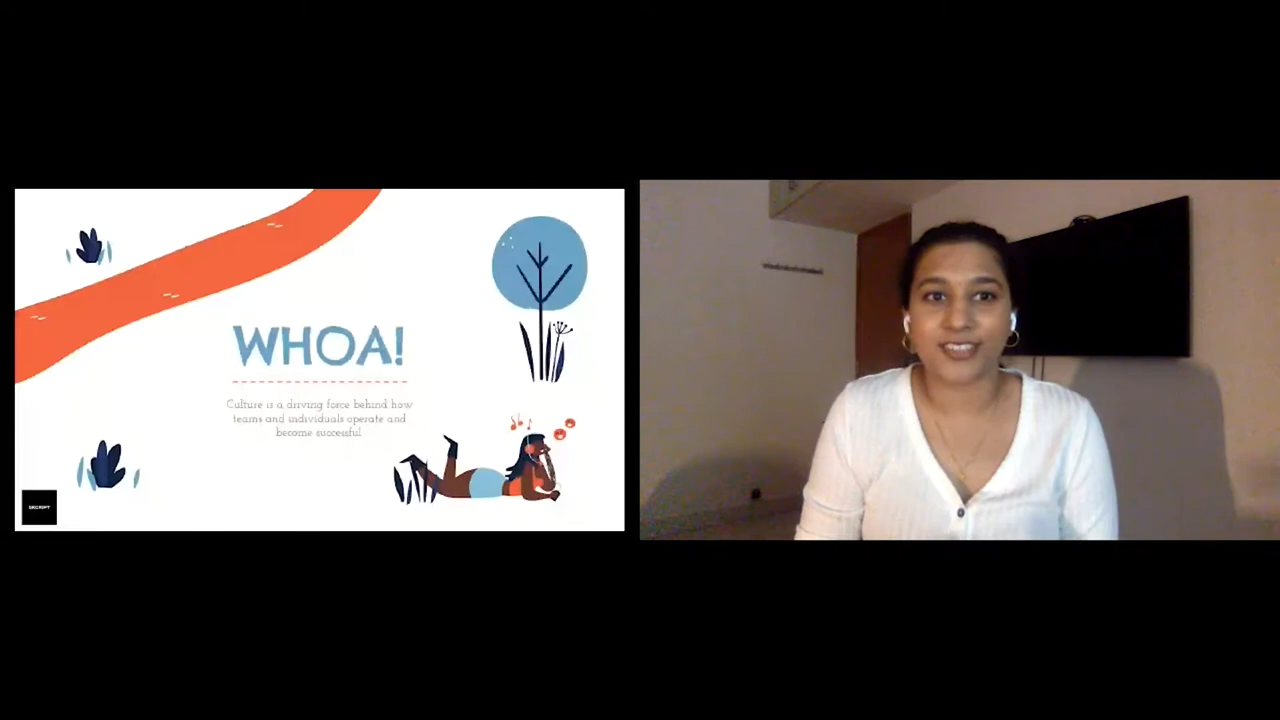 WHOA!
Culture is a driving force behind how
teams and individuals operate and
become successful